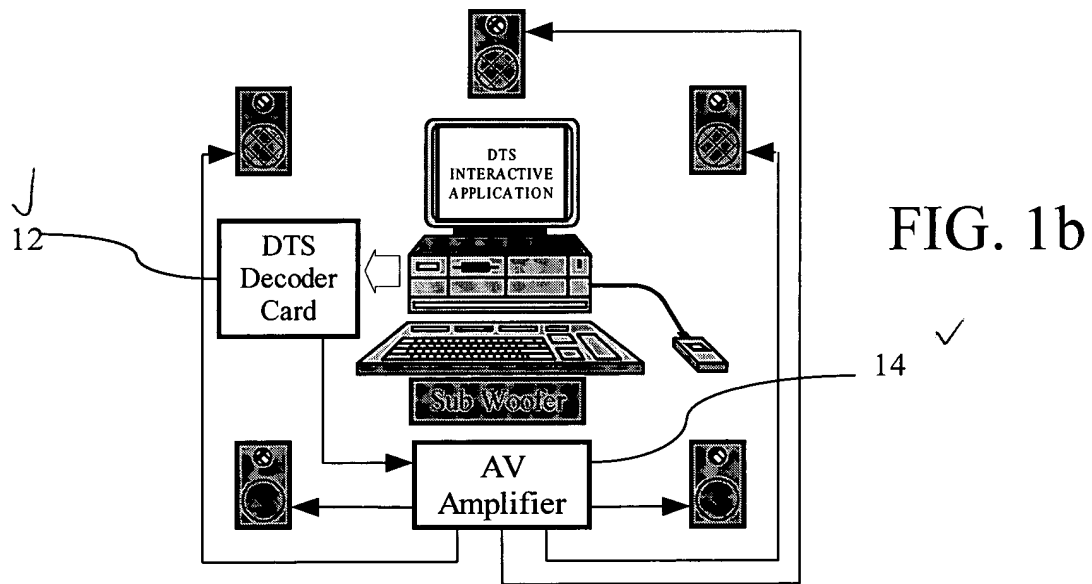 DTS
INTERACTIVE
APPLICATION
FIG. 1b
12
DTS
Decoder
Card
14
Sub Woofer
AV
Amplifier